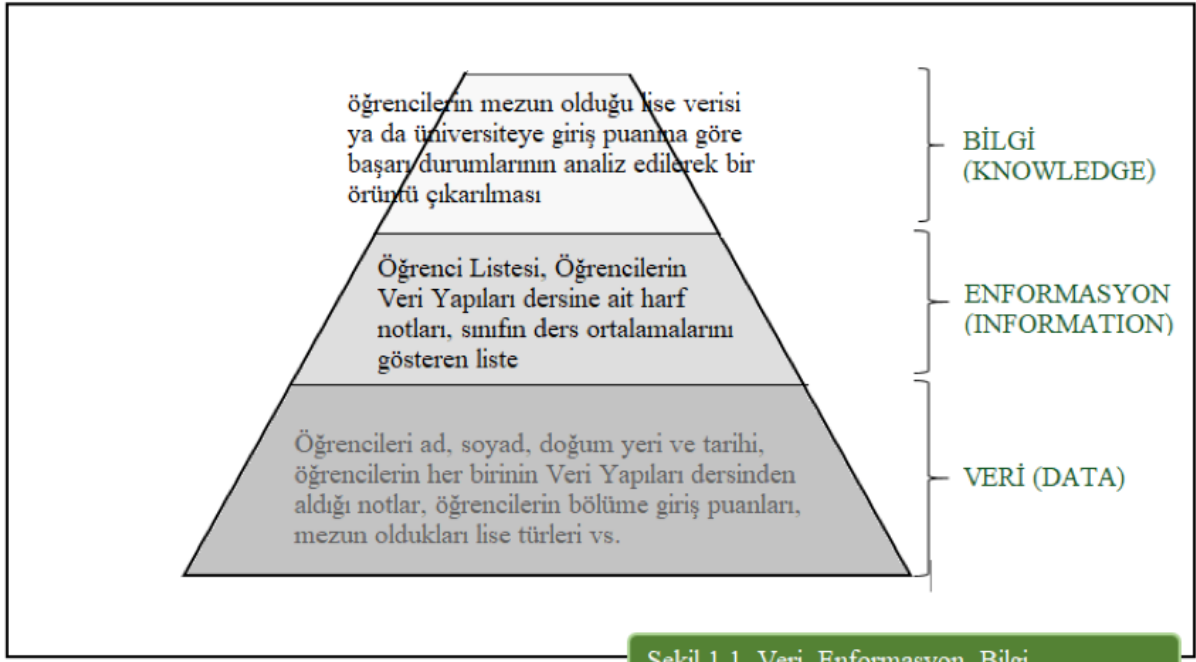 öğrencilerin mezun olduğu lise verisi
ya da üniversiteye giriş puanına göre
başarı durumlarının analiz edilerek bir
örüntü çıkarılması
BİLGİ
(KNOWLEDGE)
Öğrenci Listesi, Öğrencilerin
Veri Yapıları dersine ait harf
notları, sınıfın ders ortalamalarını
gösteren liste
ENFORMASYON
(INFORMATION)
Öğrencileri ad, soyad, doğum yeri ve tarihi,
öğrencilerin her birinin Veri Yapıları dersinden
aldığı notlar, öğrencilerin bölüme giriş puanları,
mezun oldukları lise türleri vs.
VERİ (DATA)
Şekil 1.1. Veri, Enformasyon, Bilgi